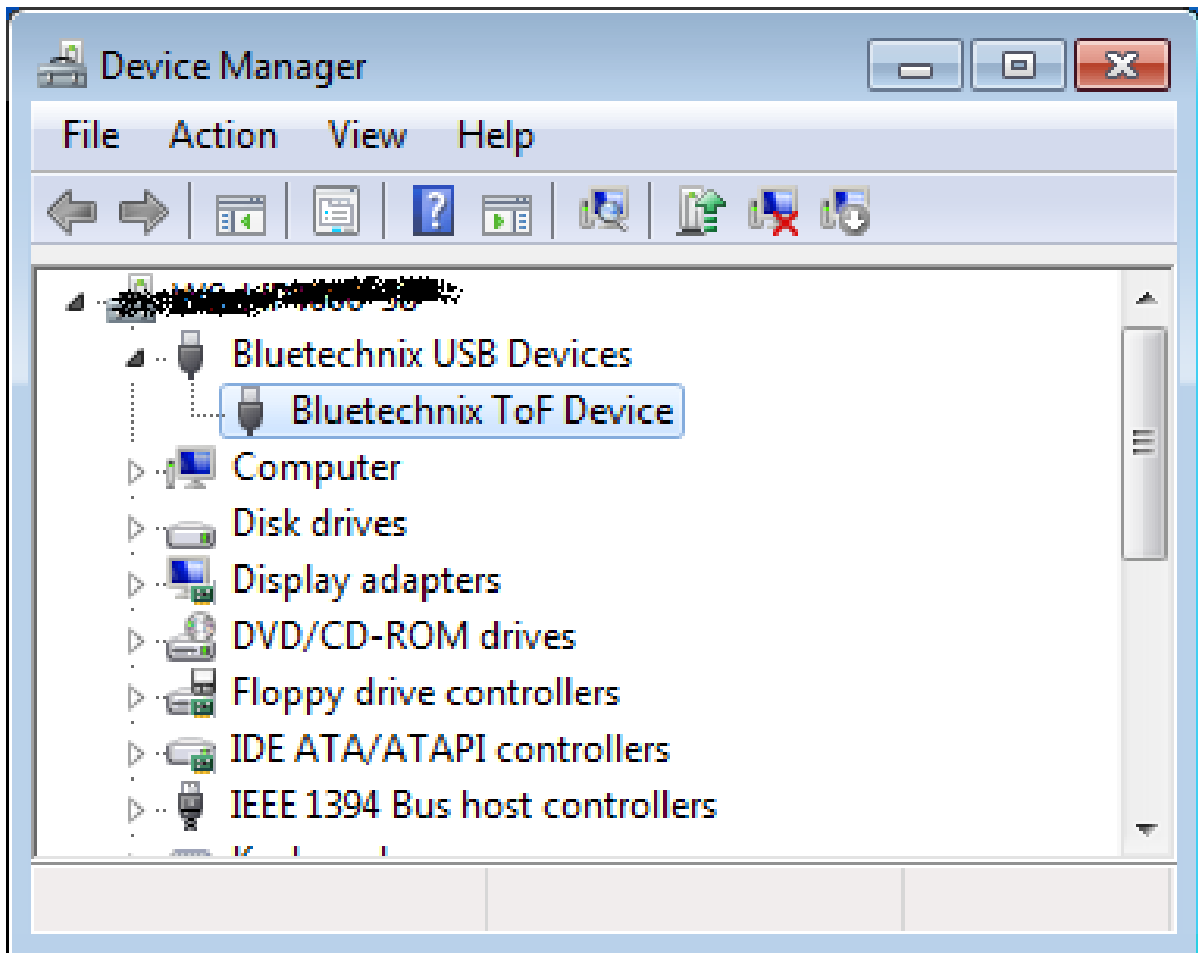 Device Manager
File Action View Help
Bluetechnix USB Devices
Bluetechnix ToF Device
Computer
Disk drives
Display adapters
DVD/CD-ROM drives
Floppy drive controllers
IDE ATA/ATAPI controllers
IEEE 1394 Bus host controllers